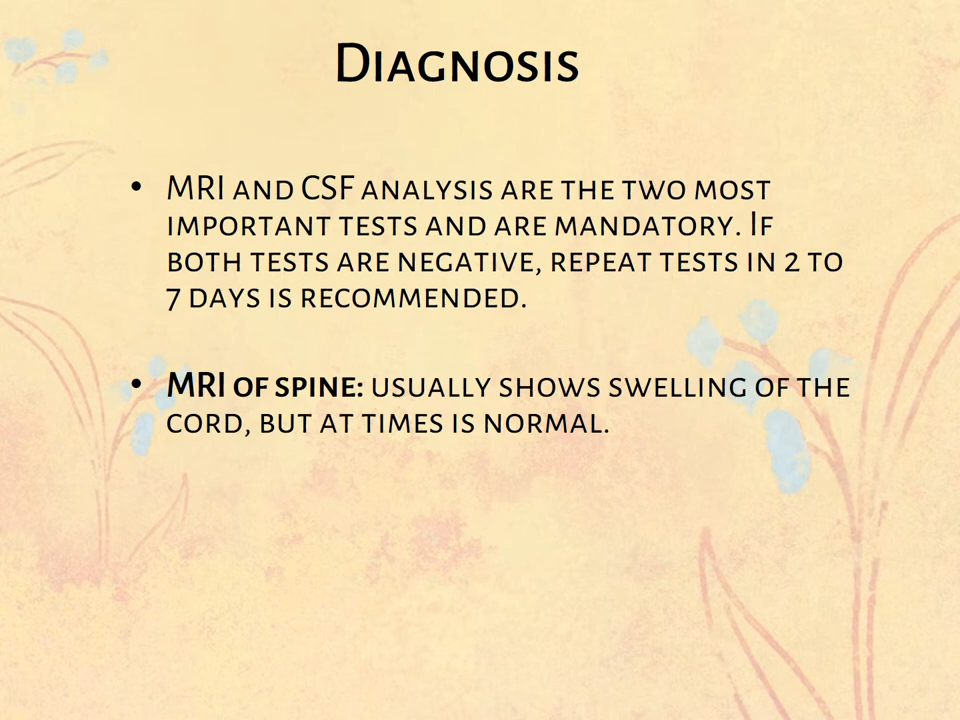 Diagnosis
• MRI and CSF analysis are the two most
important tests and are mandatory. If
both tests are negative, repeat tests in 2 to
7 days is recommended.
• MRI of spine: usually shows swelling of the
cord, but at times is normal.